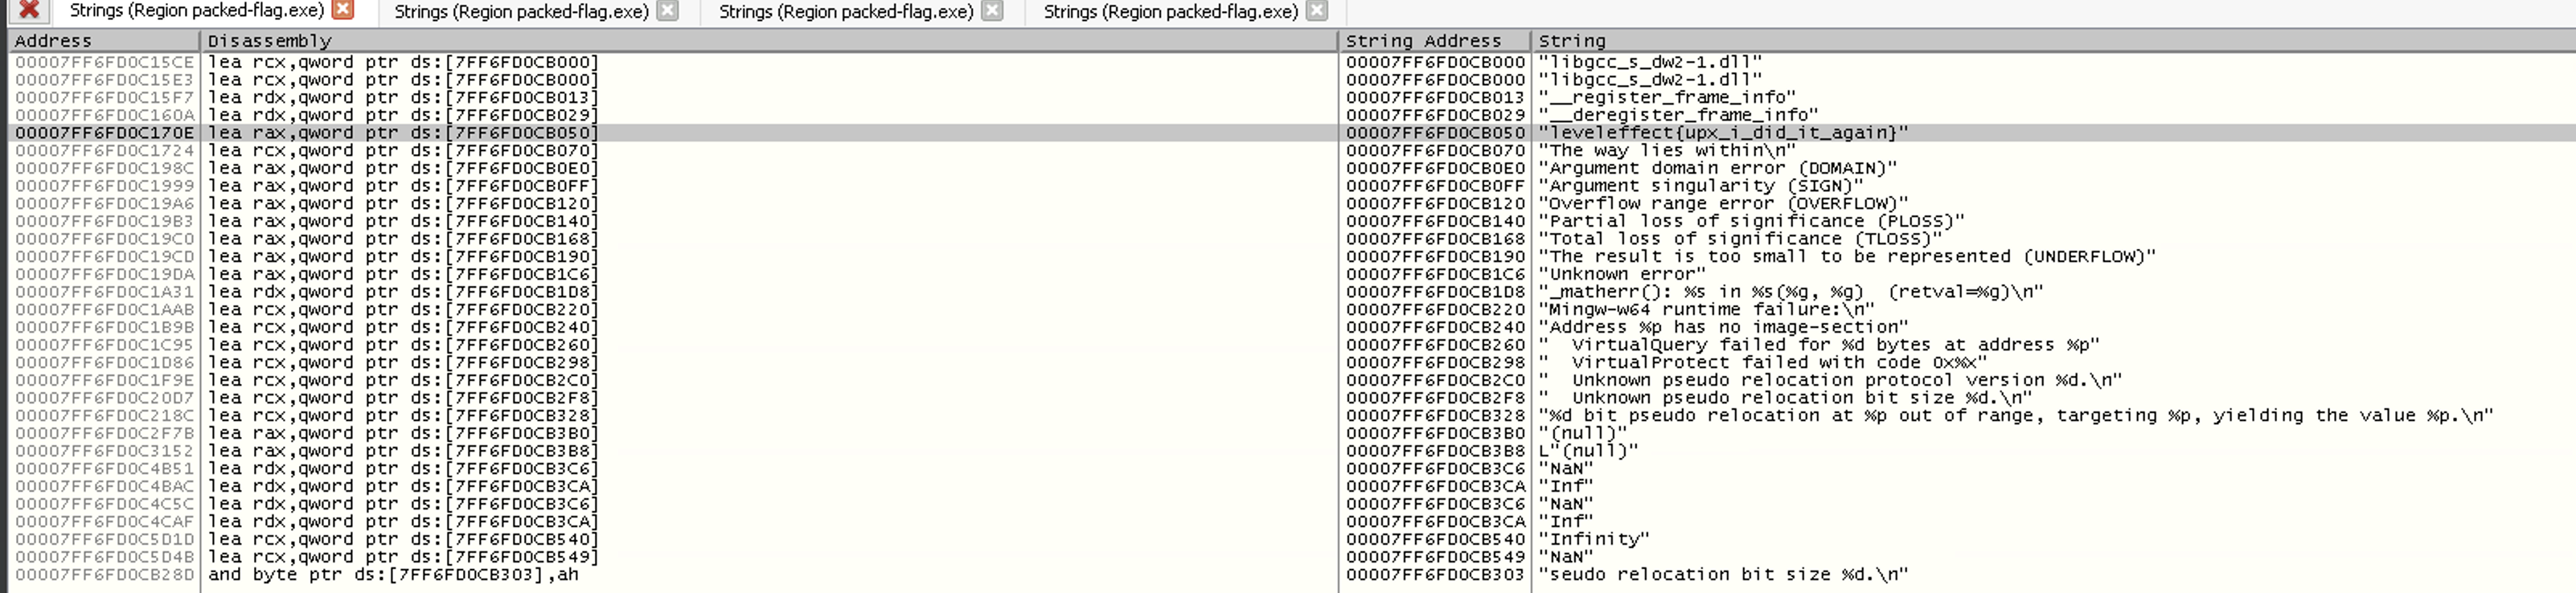 Strings (Region packed-flag.exe) Strings (Region packed-flag.exe) Strings (Region packed-flag.exe) Strings (Region packed-flag.exe)
Address Disassembly String Address String
00007FF6FD0C15CE lea rcx,qword ptr ds:[7FF6FD0CB000] 00007FF6FD0CB000 "libgcc_s_dw2-1.dll"
00007FF6FD0C15E3 lea rcx,qword ptr ds:[7FF6FD0CB000] 00007FF6FD0CB000 "libgcc_s_dw2-1.dll"
00007FF6FD0C15F7 lea rdx,qword ptr ds:[7FF6FD0CB013] 00007FF6FD0CB013 "__register_frame_info"
00007FF6FD0C160A lea rdx,qword ptr ds:[7FF6FD0CB029] 00007FF6FD0CB029 "__deregister_frame_info"
00007FF6FD0C170E lea rax,qword ptr ds:[7FF6FD0CB050] 00007FF6FD0CB050 "leveleffect{upx_i_did_it_again}"
00007FF6FD0C1724 lea rcx,qword ptr ds:[7FF6FD0CB070] 00007FF6FD0CB070 "The way lies within\n"
00007FF6FD0C198C lea rax,qword ptr ds:[7FF6FD0CB0E0] 00007FF6FD0CB0E0 "Argument domain error (DOMAIN)"
00007FF6FD0C1999 lea rax,qword ptr ds:[7FF6FD0CB0FF] 00007FF6FD0CB0FF "Argument singularity (SIGN)"
00007FF6FD0C19A6 lea rax,qword ptr ds:[7FF6FD0CB120] 00007FF6FD0CB120 "Overflow range error (OVERFLOW)"
00007FF6FD0C19B3 lea rax,qword ptr ds:[7FF6FD0CB140] 00007FF6FD0CB140 "Partial loss of significance (PLOSS)"
00007FF6FD0C19C0 lea rax,qword ptr ds:[7FF6FD0CB168] 00007FF6FD0CB168 "Total loss of significance (TLOSS)"
00007FF6FD0C19CD lea rax,qword ptr ds:[7FF6FD0CB190] 00007FF6FD0CB190 "The result is too small to be represented (UNDERFLOW)"
00007FF6FD0C19DA lea rax,qword ptr ds:[7FF6FD0CB1C6] 00007FF6FD0CB1C6 "Unknown error"
00007FF6FD0C1A31 lea rdx,qword ptr ds:[7FF6FD0CB1D8] 00007FF6FD0CB1D8 "_matherr(): %s in %s(%g, %g)  (retval=%g)\n"
00007FF6FD0C1AAB lea rcx,qword ptr ds:[7FF6FD0CB220] 00007FF6FD0CB220 "Mingw-w64 runtime failure:\n"
00007FF6FD0C1B9B lea rcx,qword ptr ds:[7FF6FD0CB240] 00007FF6FD0CB240 "Address %p has no image-section"
00007FF6FD0C1C95 lea rcx,qword ptr ds:[7FF6FD0CB260] 00007FF6FD0CB260 "  VirtualQuery failed for %d bytes at address %p"
00007FF6FD0C1D86 lea rcx,qword ptr ds:[7FF6FD0CB298] 00007FF6FD0CB298 "  VirtualProtect failed with code 0x%x"
00007FF6FD0C1F9E lea rcx,qword ptr ds:[7FF6FD0CB2C0] 00007FF6FD0CB2C0 "  Unknown pseudo relocation protocol version %d.\n"
00007FF6FD0C20D7 lea rcx,qword ptr ds:[7FF6FD0CB2F8] 00007FF6FD0CB2F8 "  Unknown pseudo relocation bit size %d.\n"
00007FF6FD0C218C lea rcx,qword ptr ds:[7FF6FD0CB328] 00007FF6FD0CB328 "%d bit pseudo relocation at %p out of range, targeting %p, yielding the value %p.\n"
00007FF6FD0C2F7B lea rax,qword ptr ds:[7FF6FD0CB3B0] 00007FF6FD0CB3B0 "(null)"
00007FF6FD0C3152 lea rax,qword ptr ds:[7FF6FD0CB3B8] 00007FF6FD0CB3B8 L"(null)"
00007FF6FD0C4B51 lea rdx,qword ptr ds:[7FF6FD0CB3C6] 00007FF6FD0CB3C6 "NaN"
00007FF6FD0C4BAC lea rdx,qword ptr ds:[7FF6FD0CB3CA] 00007FF6FD0CB3CA "Inf"
00007FF6FD0C4C5C lea rdx,qword ptr ds:[7FF6FD0CB3C6] 00007FF6FD0CB3C6 "NaN"
00007FF6FD0C4CAF lea rdx,qword ptr ds:[7FF6FD0CB3CA] 00007FF6FD0CB3CA "Inf"
00007FF6FD0C5D1D lea rcx,qword ptr ds:[7FF6FD0CB540] 00007FF6FD0CB540 "Infinity"
00007FF6FD0C5D4B lea rcx,qword ptr ds:[7FF6FD0CB549] 00007FF6FD0CB549 "NaN"
00007FF6FD0CB28D and byte ptr ds:[7FF6FD0CB303],ah 00007FF6FD0CB303 "seudo relocation bit size %d.\n"